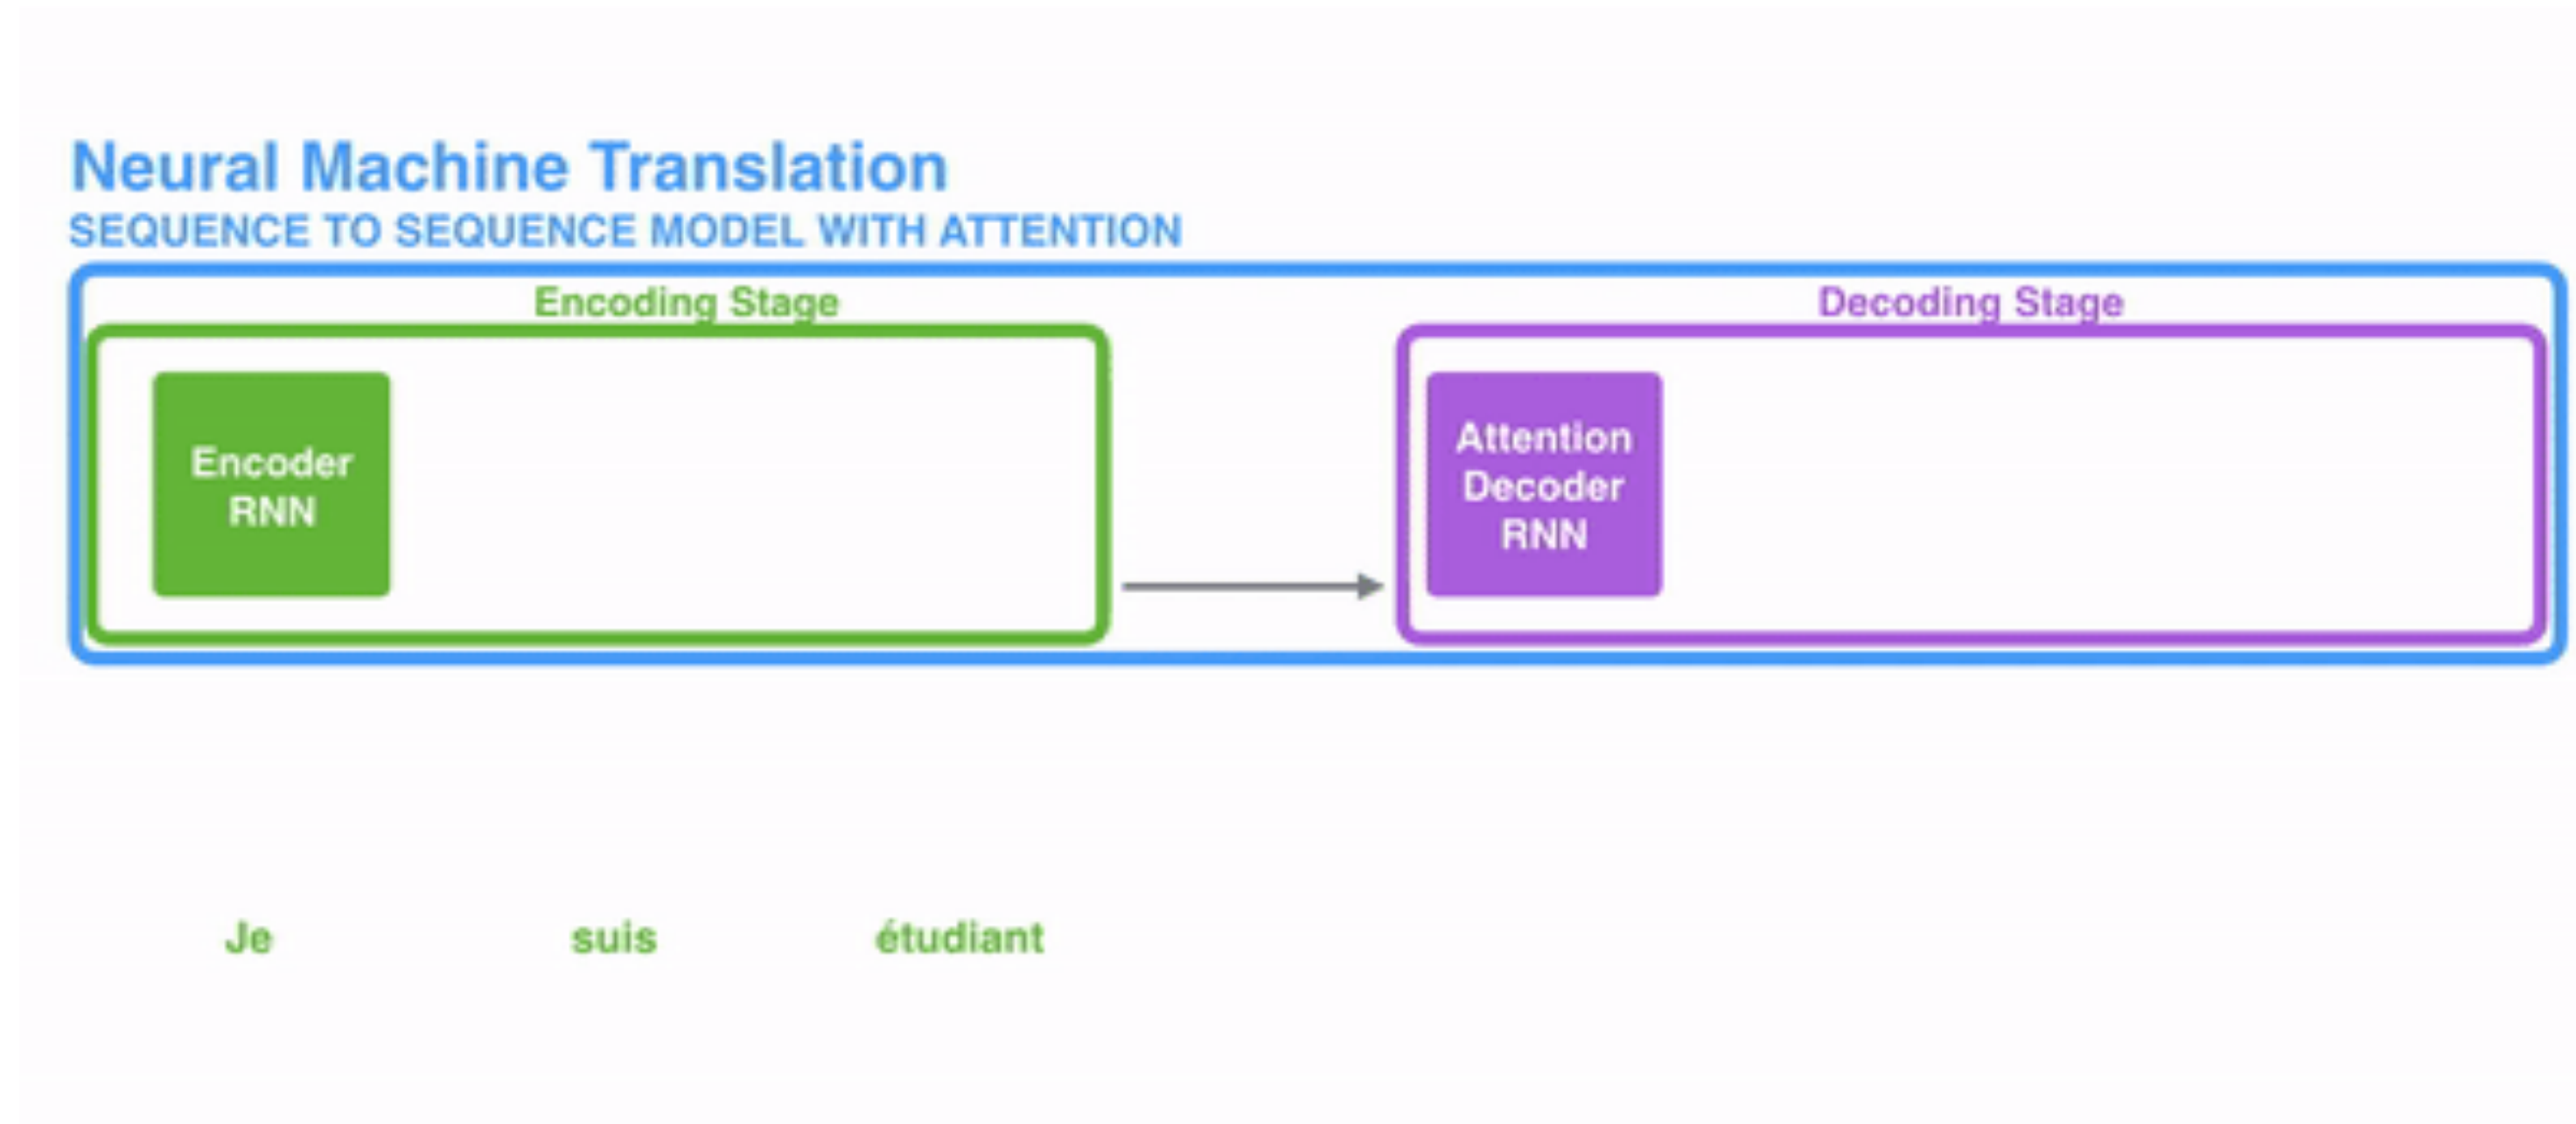 Neural Machine Translation
SEQUENCE TO SEQUENCE MODEL WITH ATTENTION
Encoding Stage
Encoder
RNN
Decoding Stage
Attention
Decoder
RNN
Je suis étudiant